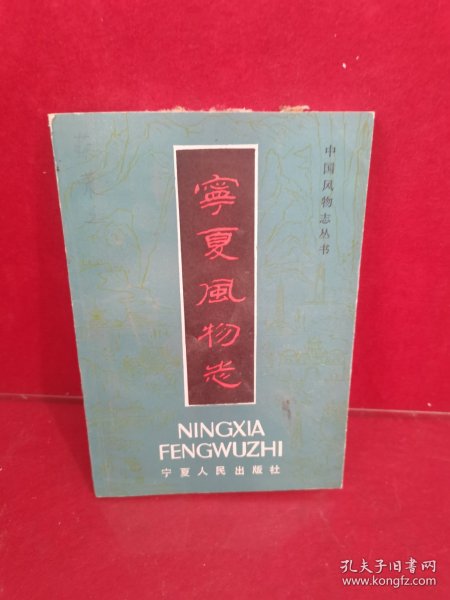 中国风物志丛书
寧夏風物志
NINGXIA
FENGWUZHI
宁夏人民出版社
孔夫子旧书网
www.kongfz.com